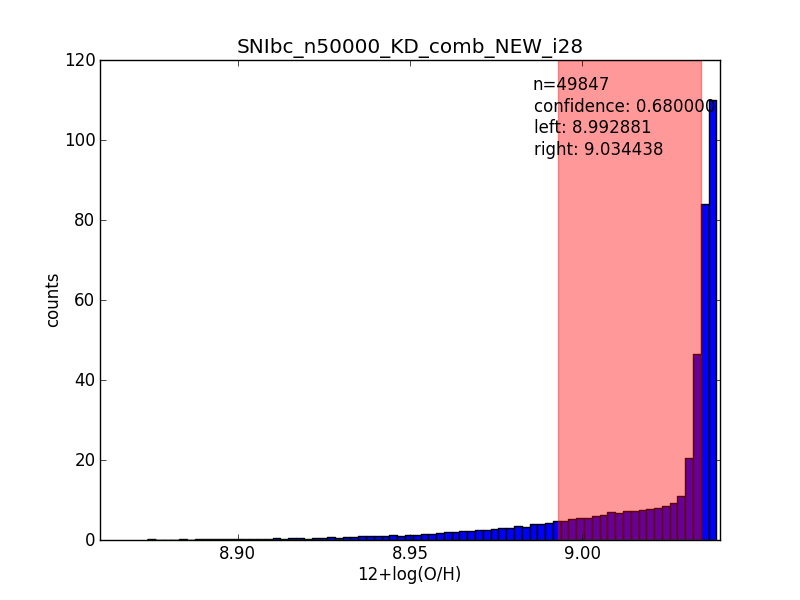 SNIbc_n50000_KD_comb_NEW_i28
120
100
80
60
40
20
0
counts
n=49847
confidence: 0.680000
left: 8.992881
right: 9.034438
8.90 8.95 9.00
12+log(O/H)